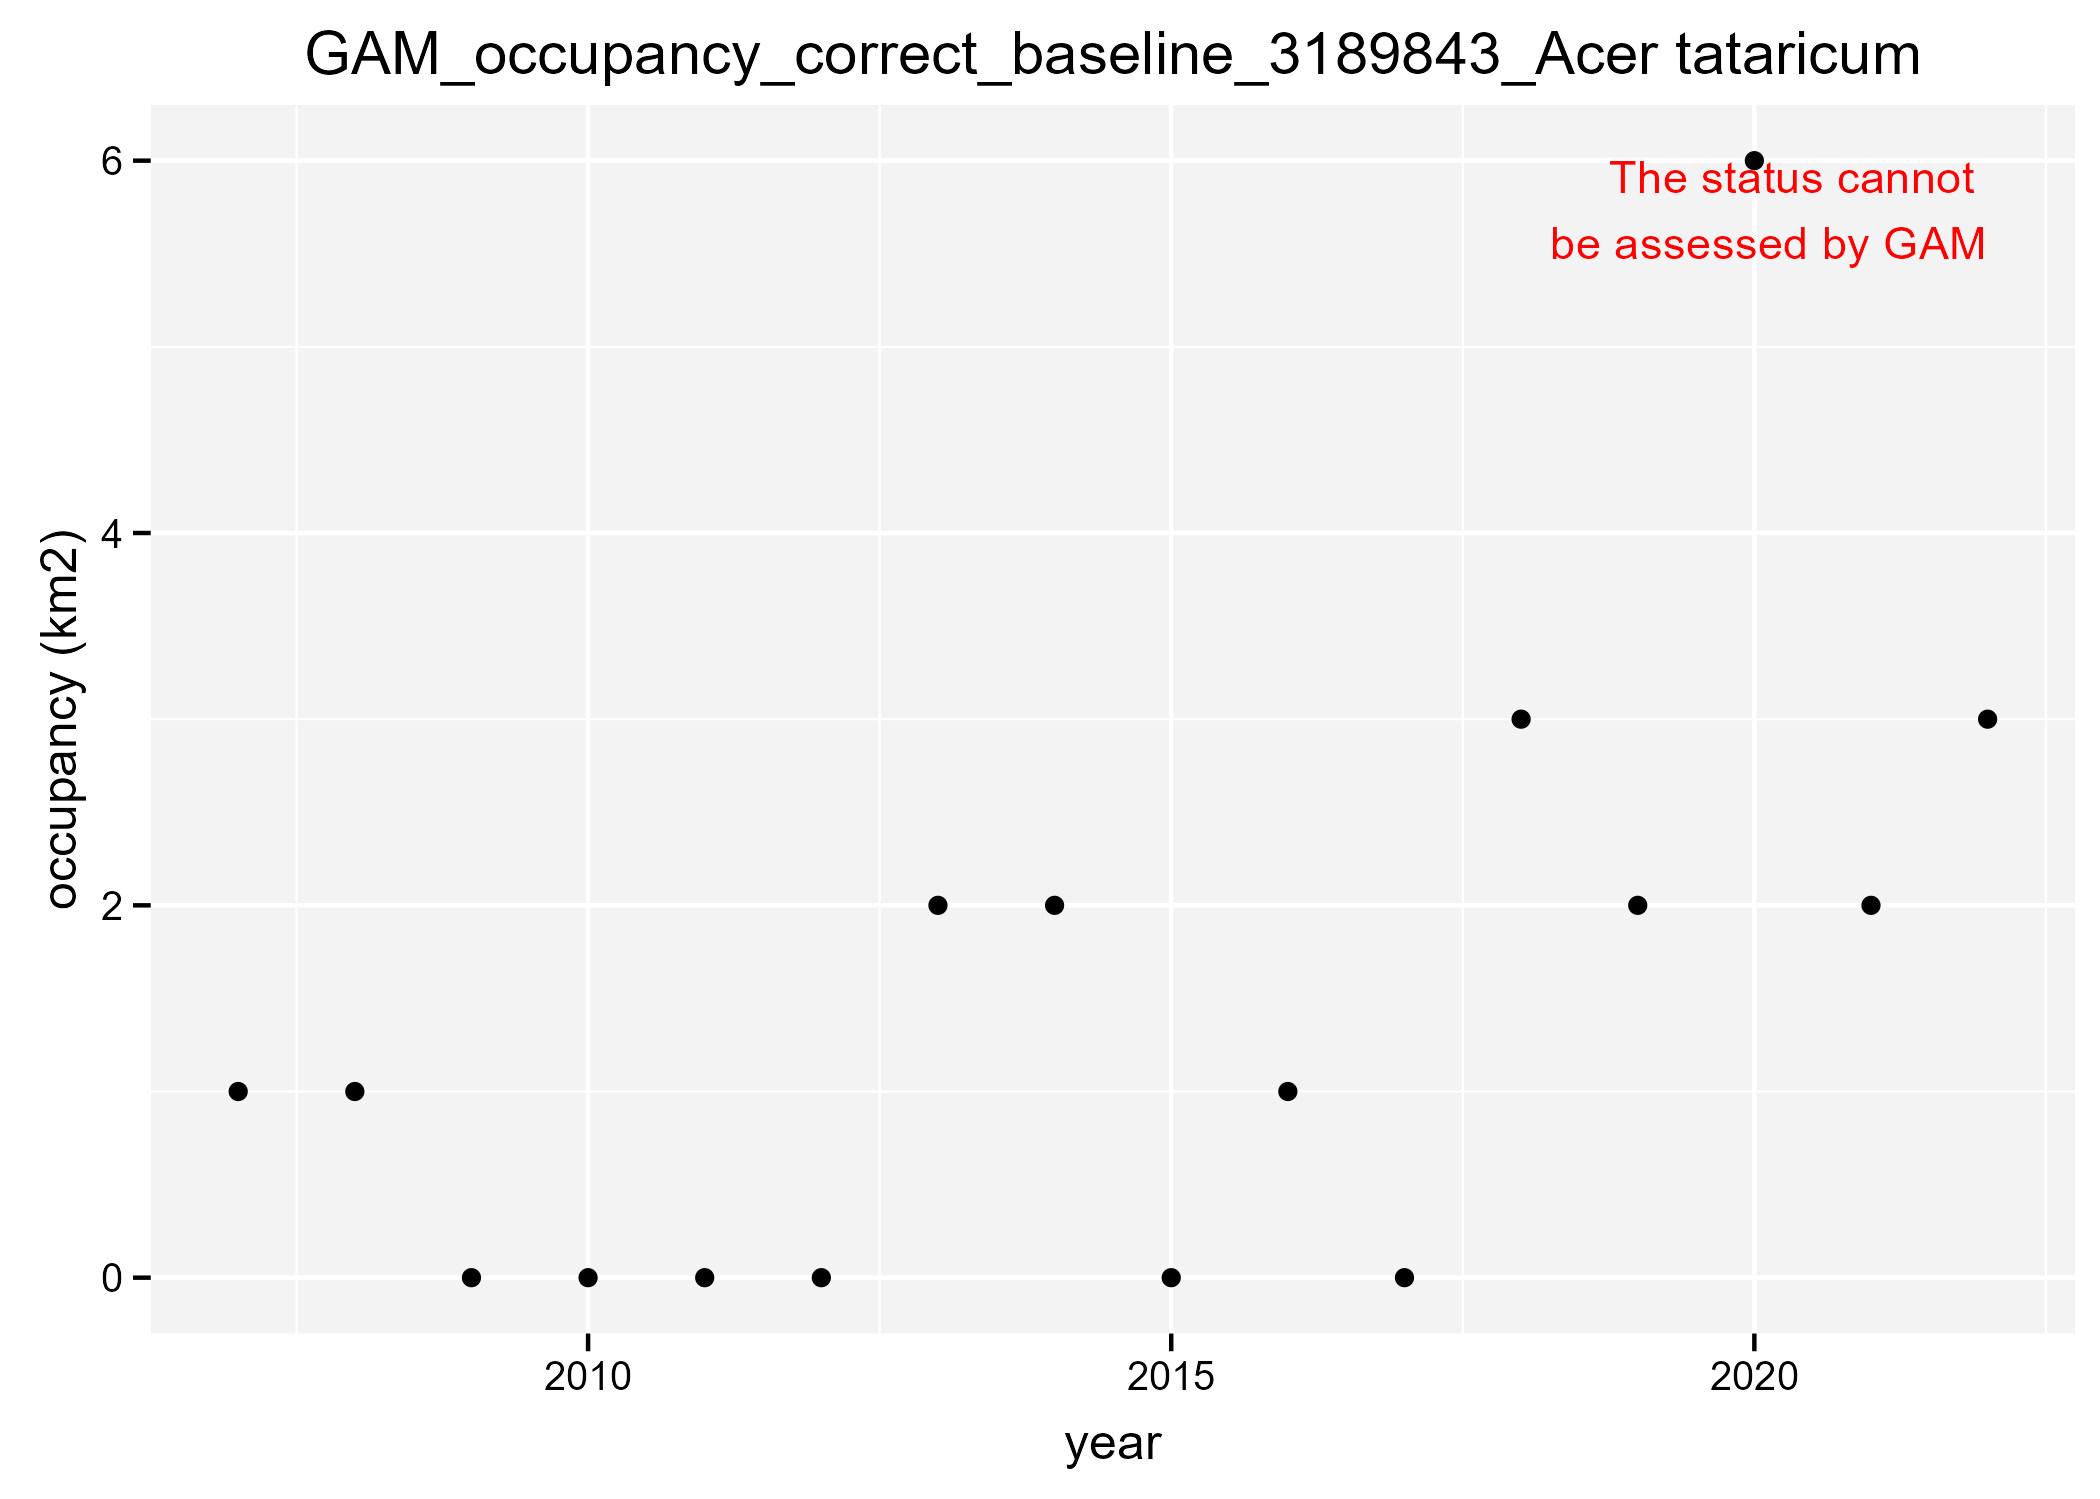 GAM_occupancy_correct_baseline_3189843_Acer tataricum
The status cannot
be assessed by GAM
6
4
2
0
occupancy (km2)
2010
2015
2020
year